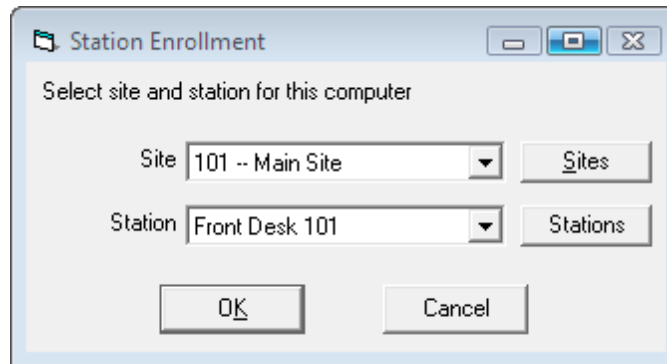 Station Enrollment
Select site and station for this computer
Site 101 -- Main Site Sites
Station Front Desk 101 Stations
OK Cancel